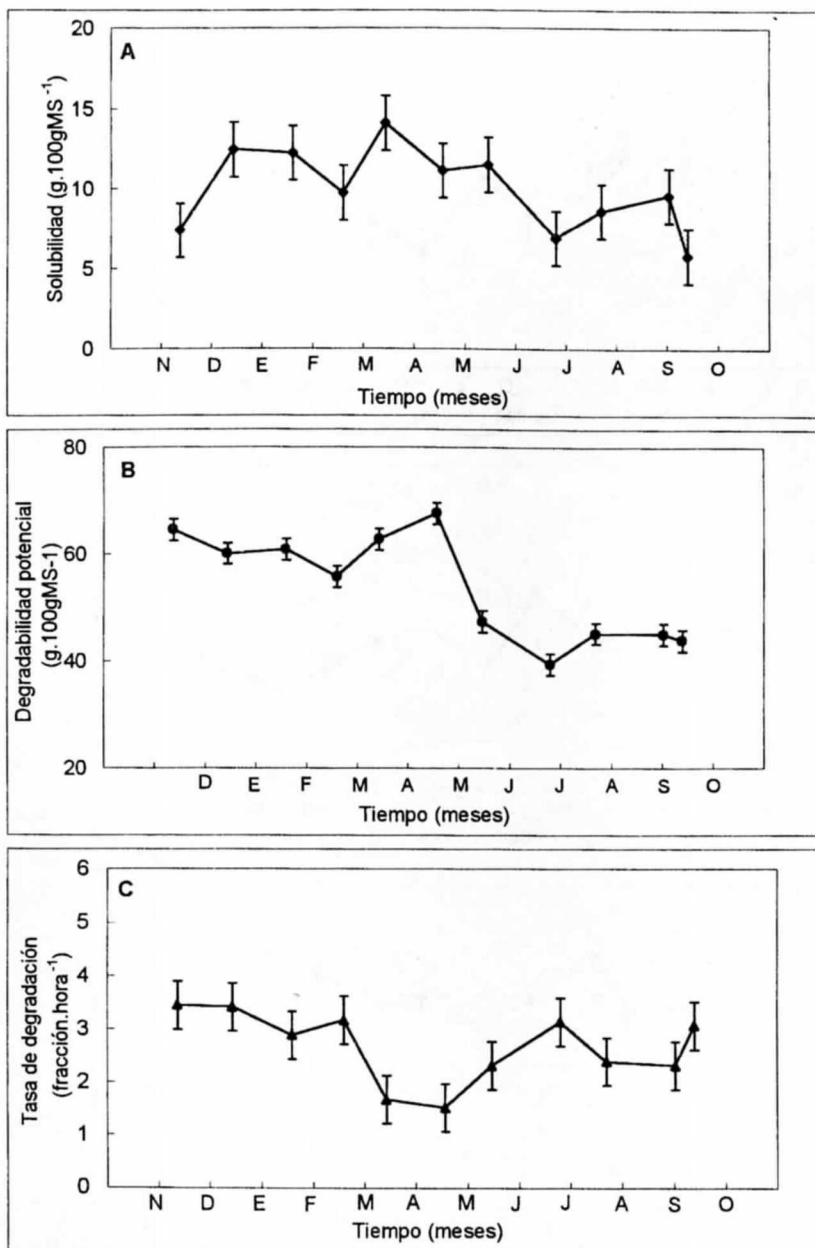 A
20
15
10
5
0
Solubilidad (g.100gMS⁻¹)
N D E F M A M J J A S O
Tiempo (meses)
B
80
60
40
20
Degradabilidad potencial
(g.100gMS-1)
D E F M A M J J A S O
Tiempo (meses)
C
6
5
4
3
2
1
0
Tasa de degradación
(fracción.hora⁻¹)
N D E F M A M J J A S O
Tiempo (meses)